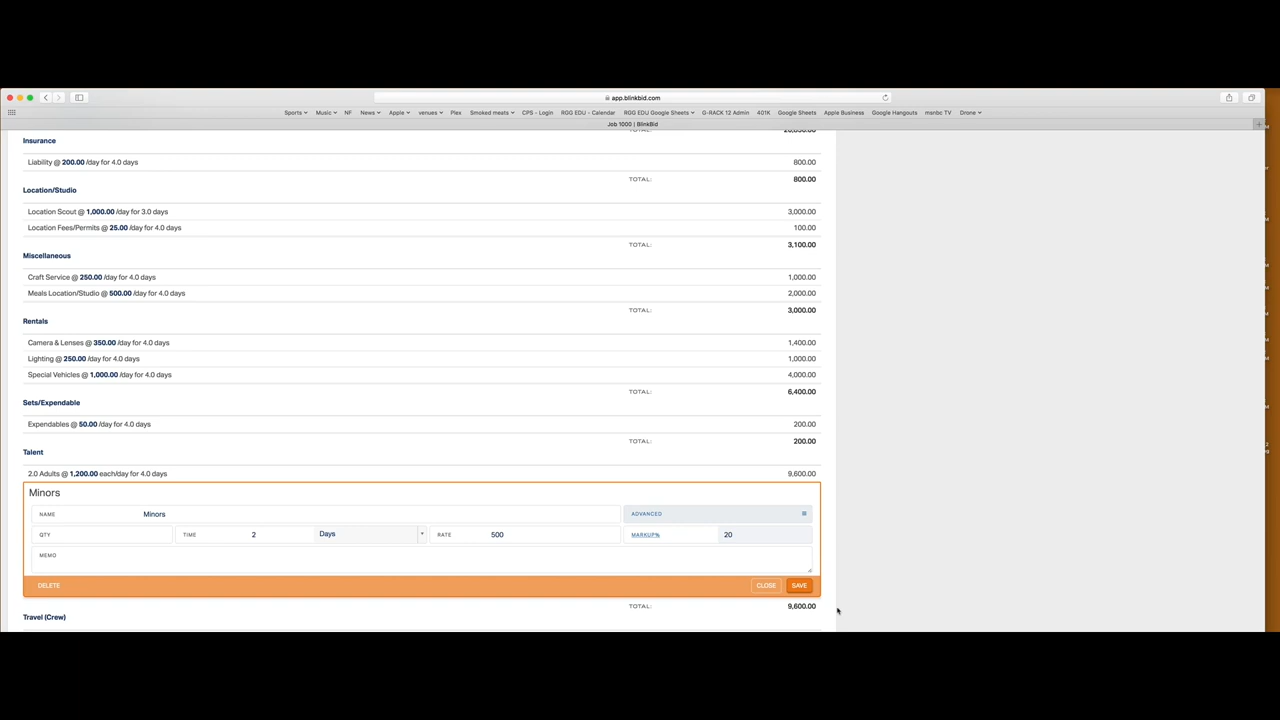 app.blinkbid.com
Sports Music NF News Apple venues Plex Smoked meats CPS - Login RGG EDU - Calendar RGG EDU Google Sheets G-RACK 12 Admin 401K Google Sheets Apple Business Google Hangouts msnbc TV Drone
Job 1000 | BlinkBid
TOTAL:
Insurance
Liability @ 200.00 /day for 4.0 days 800.00
TOTAL: 800.00
Location/Studio
Location Scout @ 1,000.00 /day for 3.0 days 3,000.00
Location Fees/Permits @ 25.00 /day for 4.0 days 100.00
TOTAL: 3,100.00
Miscellaneous
Craft Service @ 250.00 /day for 4.0 days 1,000.00
Meals Location/Studio @ 500.00 /day for 4.0 days 2,000.00
TOTAL: 3,000.00
Rentals
Camera & Lenses @ 350.00 /day for 4.0 days 1,400.00
Lighting @ 250.00 /day for 4.0 days 1,000.00
Special Vehicles @ 1,000.00 /day for 4.0 days 4,000.00
TOTAL: 6,400.00
Sets/Expendable
Expendables @ 50.00 /day for 4.0 days 200.00
TOTAL: 200.00
Talent
2.0 Adults @ 1,200.00 each/day for 4.0 days 9,600.00
Minors
NAME Minors ADVANCED
QTY TIME 2 Days RATE 500 MARKUP% 20
MEMO
DELETE CLOSE SAVE
TOTAL: 9,600.00
Travel (Crew)